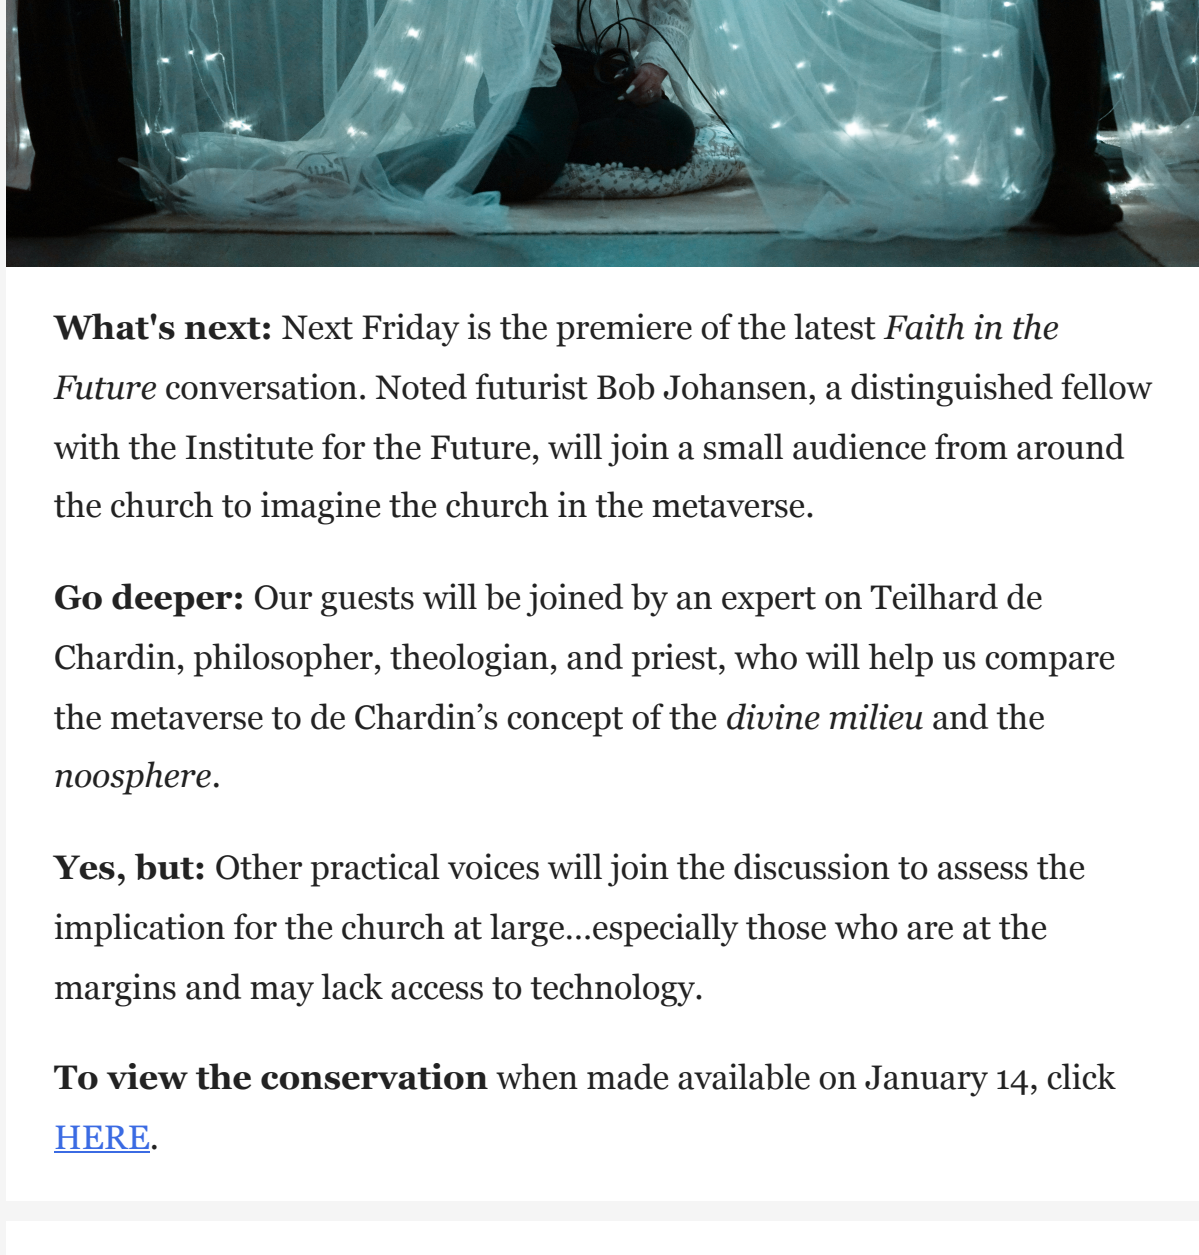 What's next: Next Friday is the premiere of the latest Faith in the
Future conversation. Noted futurist Bob Johansen, a distinguished fellow
with the Institute for the Future, will join a small audience from around
the church to imagine the church in the metaverse.
Go deeper: Our guests will be joined by an expert on Teilhard de
Chardin, philosopher, theologian, and priest, who will help us compare
the metaverse to de Chardin’s concept of the divine milieu and the
noosphere.
Yes, but: Other practical voices will join the discussion to assess the
implication for the church at large...especially those who are at the
margins and may lack access to technology.
To view the conservation when made available on January 14, click
HERE.